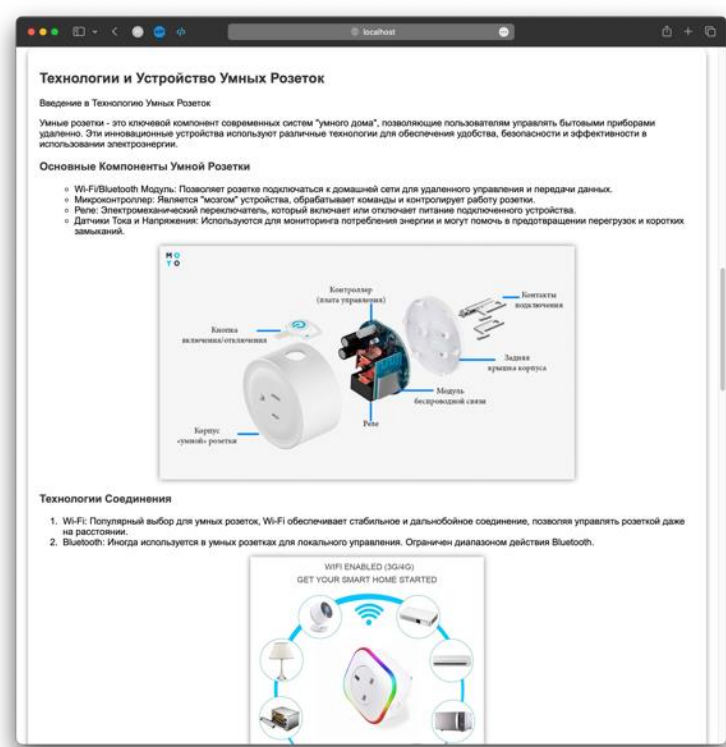 localhost
Технологии и Устройство Умных Розеток
Введение в Технологию Умных Розеток
Умные розетки - это ключевой компонент современных систем "умного дома", позволяющие пользователям управлять бытовыми приборами
удаленно. Эти инновационные устройства используют различные технологии для обеспечения удобства, безопасности и эффективности в
использовании электроэнергии.
Основные Компоненты Умной Розетки
Wi-Fi/Bluetooth Модуль: Позволяет розетке подключаться к домашней сети для удаленного управления и передачи данных.
Микроконтроллер: Является "мозгом" устройства, обрабатывает команды и контролирует работу розетки.
Реле: Электромеханический переключатель, который включает или отключает питание подключенного устройства.
Датчики Тока и Напряжения: Используются для мониторинга потребления энергии и могут помочь в предотвращении перегрузок и коротких
замыканий.
MO
YO
Контроллер
(плата управления)
Контакты
подключения
Кнопка
включения/отключения
Задняя
крышка корпуса
Модуль
беспроводной связи
Реле
Корпус
«умной» розетки
Технологии Соединения
1. Wi-Fi: Популярный выбор для умных розеток, Wi-Fi обеспечивает стабильное и дальнобойное соединение, позволяя управлять розеткой даже
на расстоянии.
2. Bluetooth: Иногда используется в умных розетках для локального управления. Ограничен диапазоном действия Bluetooth.
WIFI ENABLED (3G/4G)
GET YOUR SMART HOME STARTED